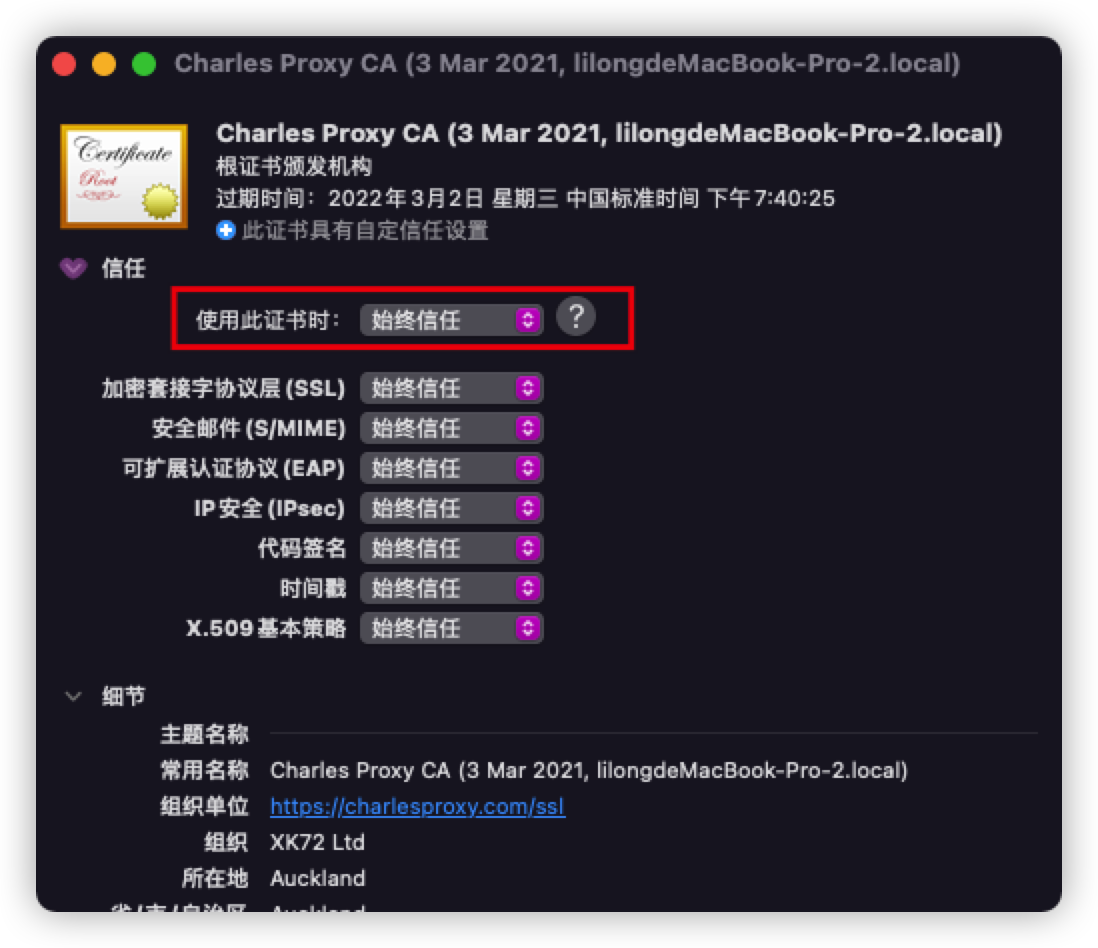 Charles Proxy CA (3 Mar 2021, lilongdeMacBook-Pro-2.local)
Certificate
Root
Charles Proxy CA (3 Mar 2021, lilongdeMacBook-Pro-2.local)
根证书颁发机构
过期时间：2022年3月2日 星期三 中国标准时间 下午7:40:25
此证书具有自定信任设置
信任
使用此证书时： 始终信任 ?
加密套接字协议层 (SSL) 始终信任
安全邮件 (S/MIME) 始终信任
可扩展认证协议 (EAP) 始终信任
IP 安全 (IPsec) 始终信任
代码签名 始终信任
时间戳 始终信任
X.509 基本策略 始终信任
细节
主题名称
常用名称 Charles Proxy CA (3 Mar 2021, lilongdeMacBook-Pro-2.local)
组织单位 https://charlesproxy.com/ssl
组织 XK72 Ltd
所在地 Auckland
省/市/自治区 Auckland